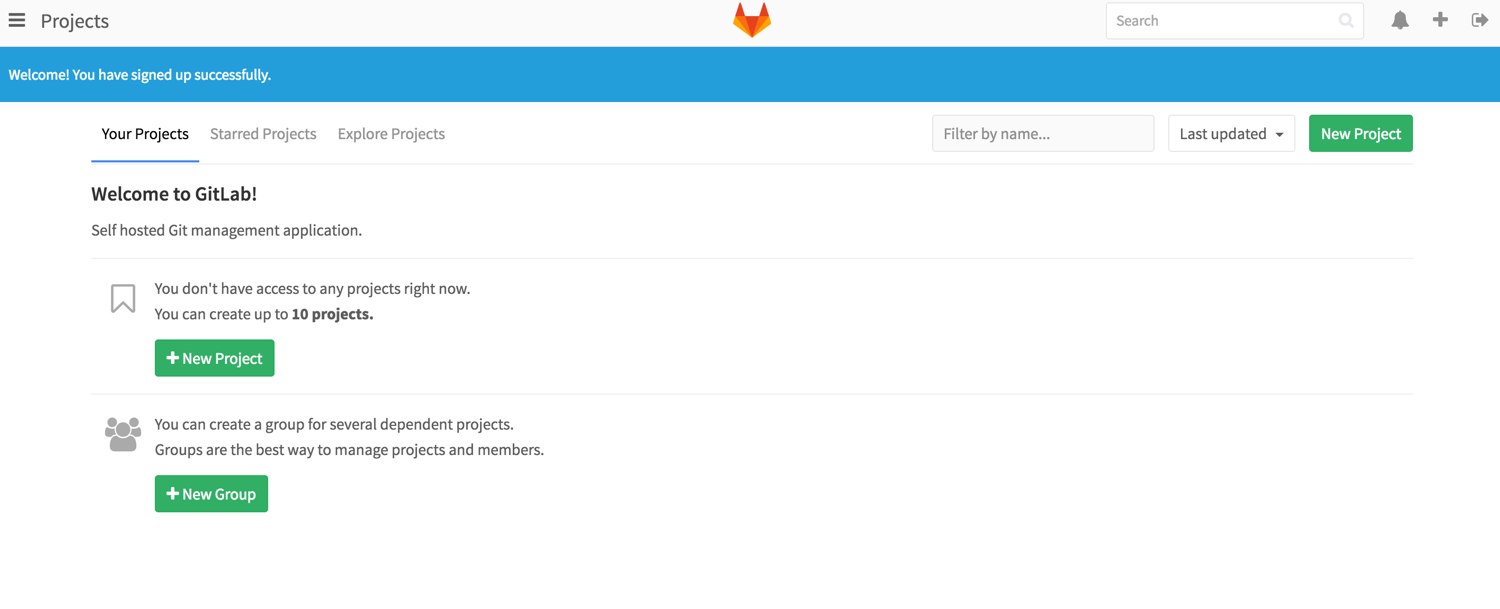 Projects
Search
Welcome! You have signed up successfully.
Your Projects Starred Projects Explore Projects Filter by name... Last updated New Project
Welcome to GitLab!
Self hosted Git management application.
You don't have access to any projects right now.
You can create up to 10 projects.
New Project
You can create a group for several dependent projects.
Groups are the best way to manage projects and members.
New Group